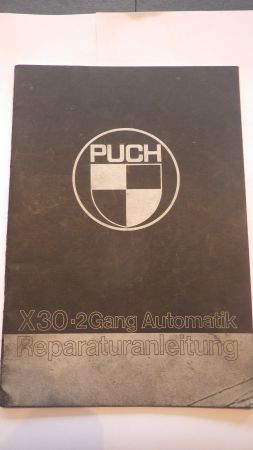 PUCH
X30·2Gang Automatik
Reparaturanleitung